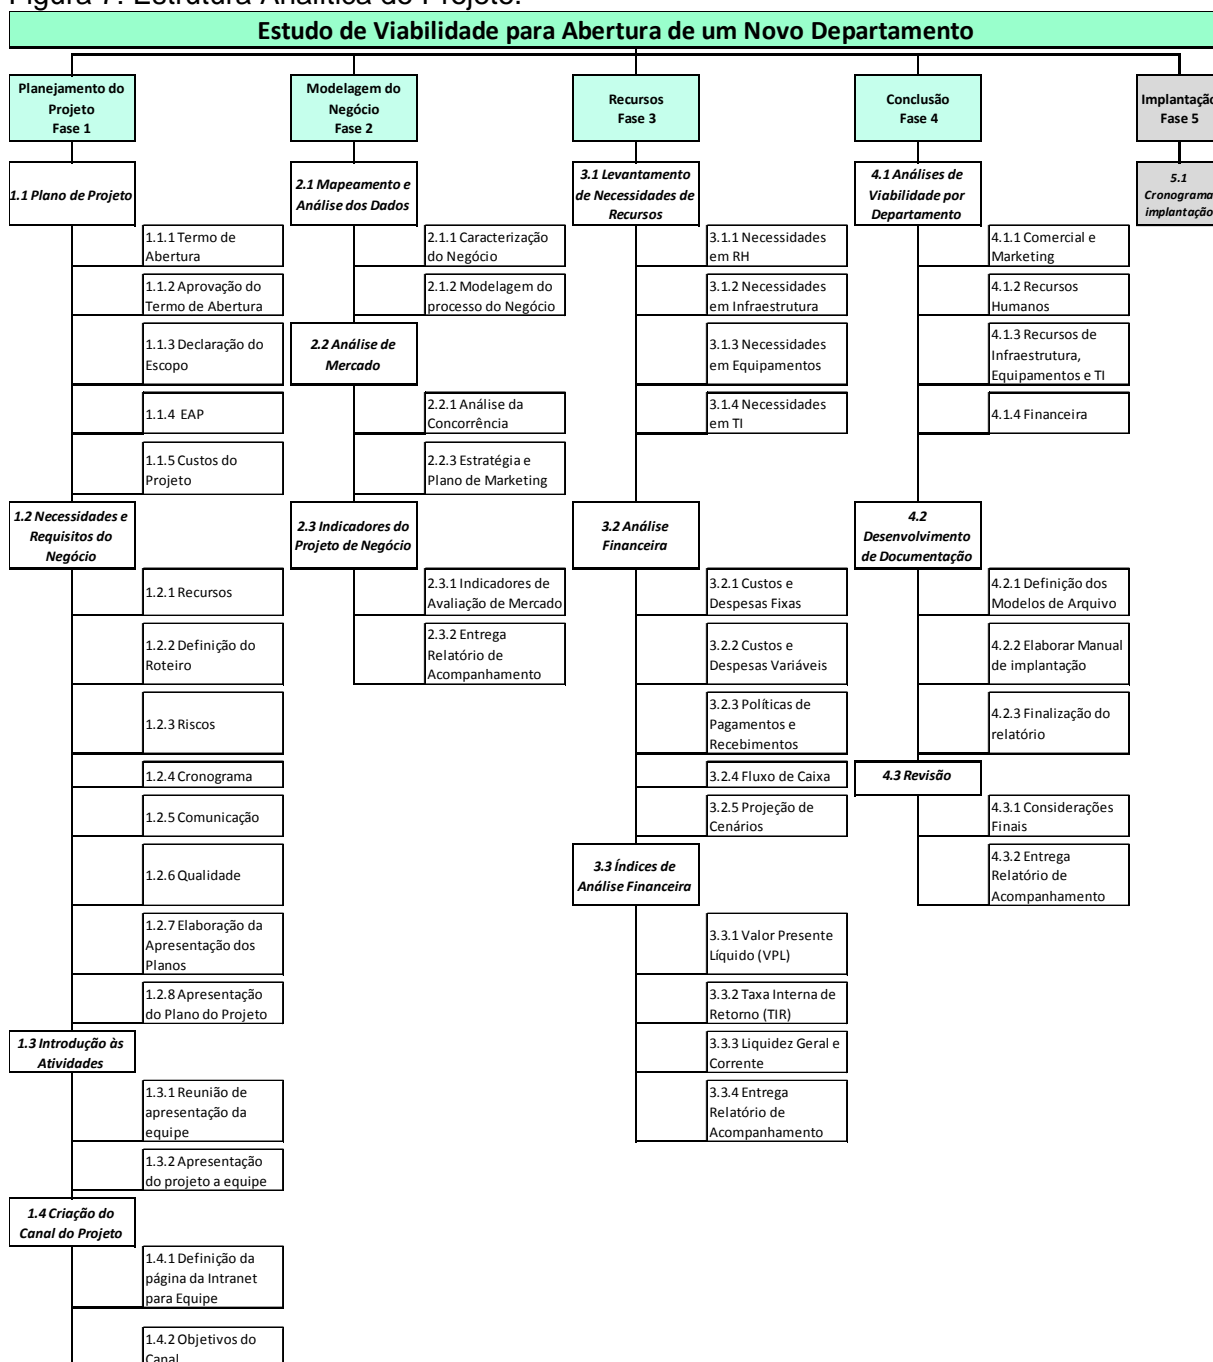 Figura 7: Estrutura Analítica do Projeto.
Estudo de Viabilidade para Abertura de um Novo Departamento
Planejamento do
Projeto
Fase 1
1.1 Plano de Projeto
1.1.1 Termo de
Abertura
1.1.2 Aprovação do
Termo de Abertura
1.1.3 Declaração do
Escopo
1.1.4 EAP
1.1.5 Custos do
Projeto
1.2 Necessidades e
Requisitos do
Negócio
1.2.1 Recursos
1.2.2 Definição do
Roteiro
1.2.3 Riscos
1.2.4 Cronograma
1.2.5 Comunicação
1.2.6 Qualidade
1.2.7 Elaboração da
Apresentação dos
Planos
1.2.8 Apresentação
do Plano do Projeto
1.3 Introdução às
Atividades
1.3.1 Reunião de
apresentação da
equipe
1.3.2 Apresentação
do projeto a equipe
1.4 Criação do
Canal do Projeto
1.4.1 Definição da
página da Intranet
para Equipe
1.4.2 Objetivos do
Canal
Modelagem do
Negócio
Fase 2
2.1 Mapeamento e
Análise dos Dados
2.1.1 Caracterização
do Negócio
2.1.2 Modelagem do
processo do Negócio
2.2 Análise de
Mercado
2.2.1 Análise da
Concorrência
2.2.3 Estratégia e
Plano de Marketing
2.3 Indicadores do
Projeto de Negócio
2.3.1 Indicadores de
Avaliação de Mercado
2.3.2 Entrega
Relatório de
Acompanhamento
Recursos
Fase 3
3.1 Levantamento
de Necessidades de
Recursos
3.1.1 Necessidades
em RH
3.1.2 Necessidades
em Infraestrutura
3.1.3 Necessidades
em Equipamentos
3.1.4 Necessidades
em TI
3.2 Análise
Financeira
3.2.1 Custos e
Despesas Fixas
3.2.2 Custos e
Despesas Variáveis
3.2.3 Políticas de
Pagamentos e
Recebimentos
3.2.4 Fluxo de Caixa
3.2.5 Projeção de
Cenários
3.3 Índices de
Análise Financeira
3.3.1 Valor Presente
Líquido (VPL)
3.3.2 Taxa Interna de
Retorno (TIR)
3.3.3 Liquidez Geral e
Corrente
3.3.4 Entrega
Relatório de
Acompanhamento
Conclusão
Fase 4
4.1 Análises de
Viabilidade por
Departamento
4.1.1 Comercial e
Marketing
4.1.2 Recursos
Humanos
4.1.3 Recursos de
Infraestrutura,
Equipamentos e TI
4.1.4 Financeira
4.2
Desenvolvimento
de Documentação
4.2.1 Definição dos
Modelos de Arquivo
4.2.2 Elaborar Manual
de implantação
4.2.3 Finalização do
relatório
4.3 Revisão
4.3.1 Considerações
Finais
4.3.2 Entrega
Relatório de
Acompanhamento
Implantação
Fase 5
5.1
Cronograma
implantação